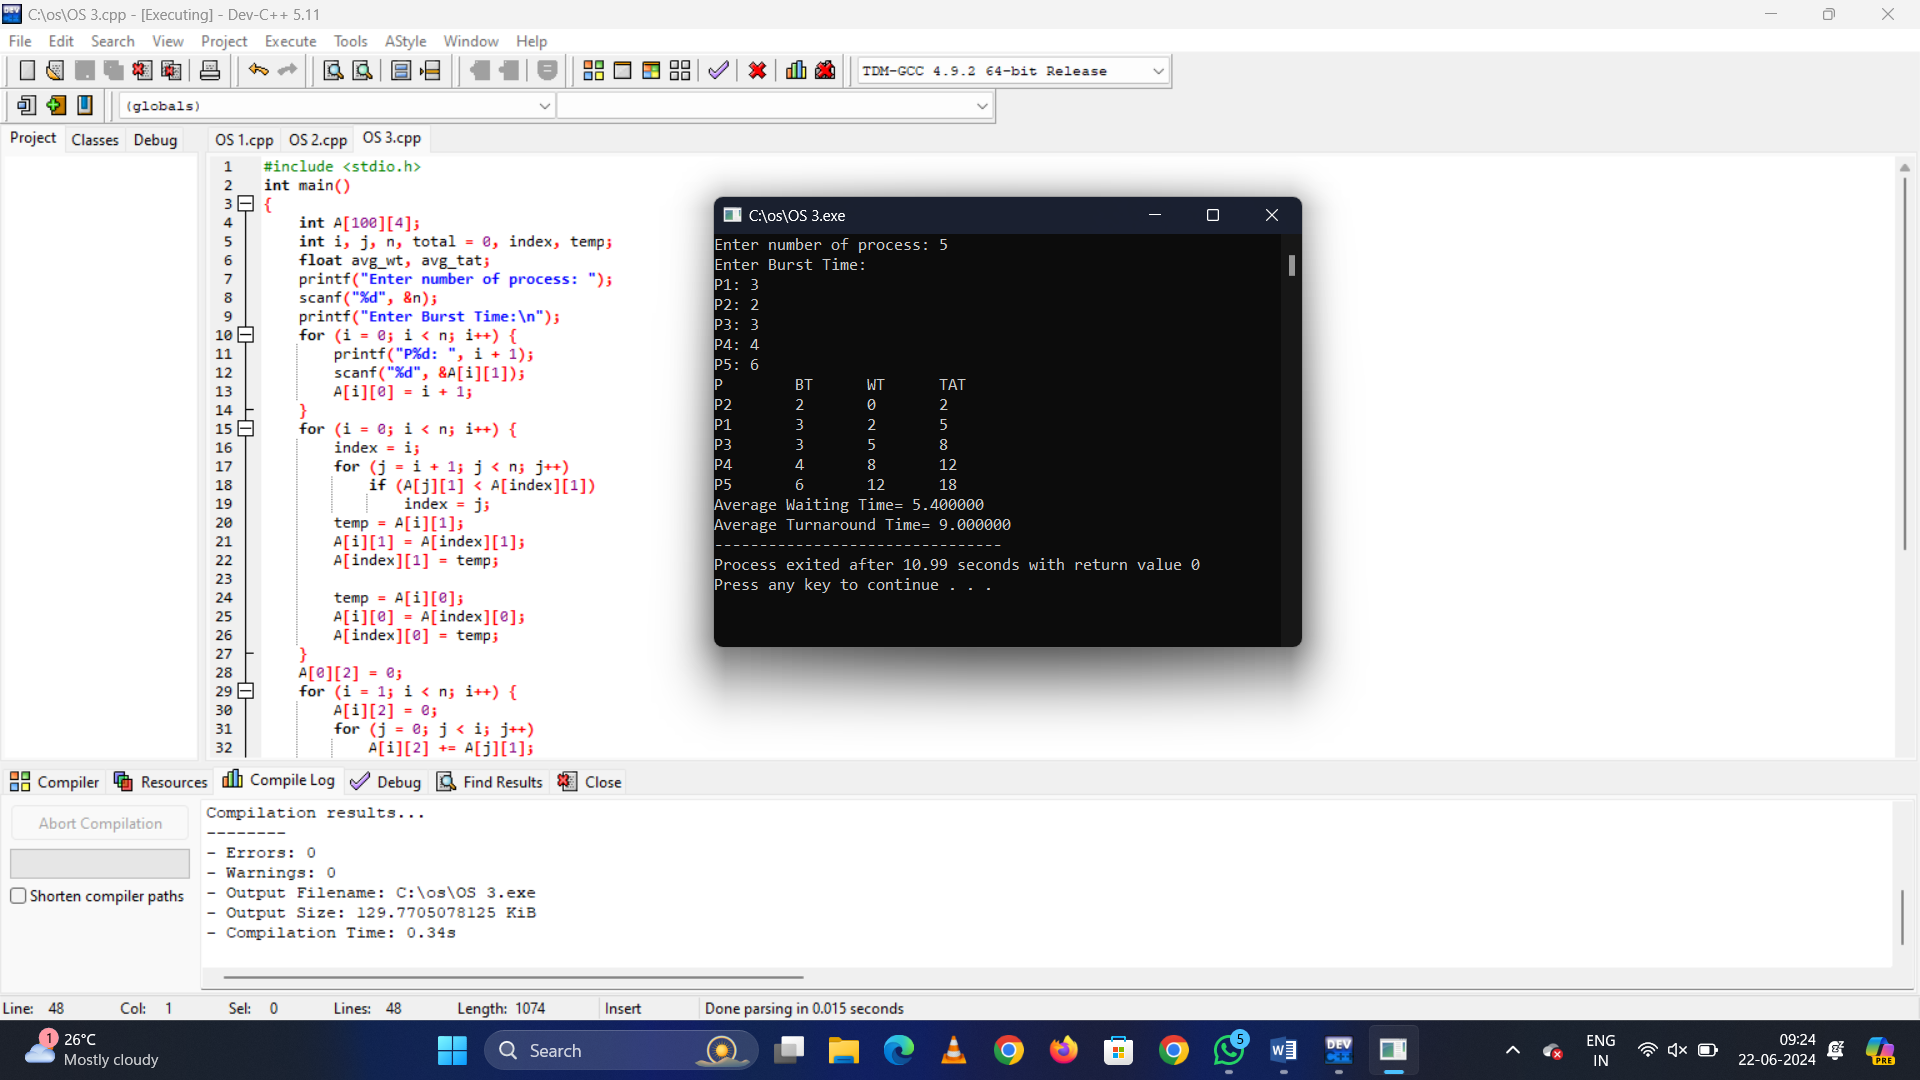 C:\os\OS 3.cpp - [Executing] - Dev-C++ 5.11
File Edit Search View Project Execute Tools AStyle Window Help
TDM-GCC 4.9.2 64-bit Release
(globals)
Project Classes Debug
OS 1.cpp OS 2.cpp OS 3.cpp
1 #include <stdio.h>
2 int main()
3 {
4 int A[100][4];
5 int i, j, n, total = 0, index, temp;
6 float avg_wt, avg_tat;
7 printf("Enter number of process: ");
8 scanf("%d", &n);
9 printf("Enter Burst Time:\n");
10 for (i = 0; i < n; i++) {
11 printf("P%d: ", i + 1);
12 scanf("%d", &A[i][1]);
13 A[i][0] = i + 1;
14 }
15 for (i = 0; i < n; i++) {
16 index = i;
17 for (j = i + 1; j < n; j++)
18 if (A[j][1] < A[index][1])
19 index = j;
20 temp = A[i][1];
21 A[i][1] = A[index][1];
22 A[index][1] = temp;
23
24 temp = A[i][0];
25 A[i][0] = A[index][0];
26 A[index][0] = temp;
27 }
28 A[0][2] = 0;
29 for (i = 1; i < n; i++) {
30 A[i][2] = 0;
31 for (j = 0; j < i; j++)
32 A[i][2] += A[j][1];
C:\os\OS 3.exe
Enter number of process: 5
Enter Burst Time:
P1: 3
P2: 2
P3: 3
P4: 4
P5: 6
P BT WT TAT
P2 2 0 2
P1 3 2 5
P3 3 5 8
P4 4 8 12
P5 6 12 18
Average Waiting Time= 5.400000
Average Turnaround Time= 9.000000
--------------------------------
Process exited after 10.99 seconds with return value 0
Press any key to continue . . .
Compiler Resources Compile Log Debug Find Results Close
Abort Compilation
Shorten compiler paths
Compilation results...
--------
- Errors: 0
- Warnings: 0
- Output Filename: C:\os\OS 3.exe
- Output Size: 129.7705078125 KiB
- Compilation Time: 0.34s
Line: 48 Col: 1 Sel: 0 Lines: 48 Length: 1074 Insert Done parsing in 0.015 seconds
1
26°C
Mostly cloudy
Search
5
DEV
C++
ENG
IN
09:24
22-06-2024
PRE